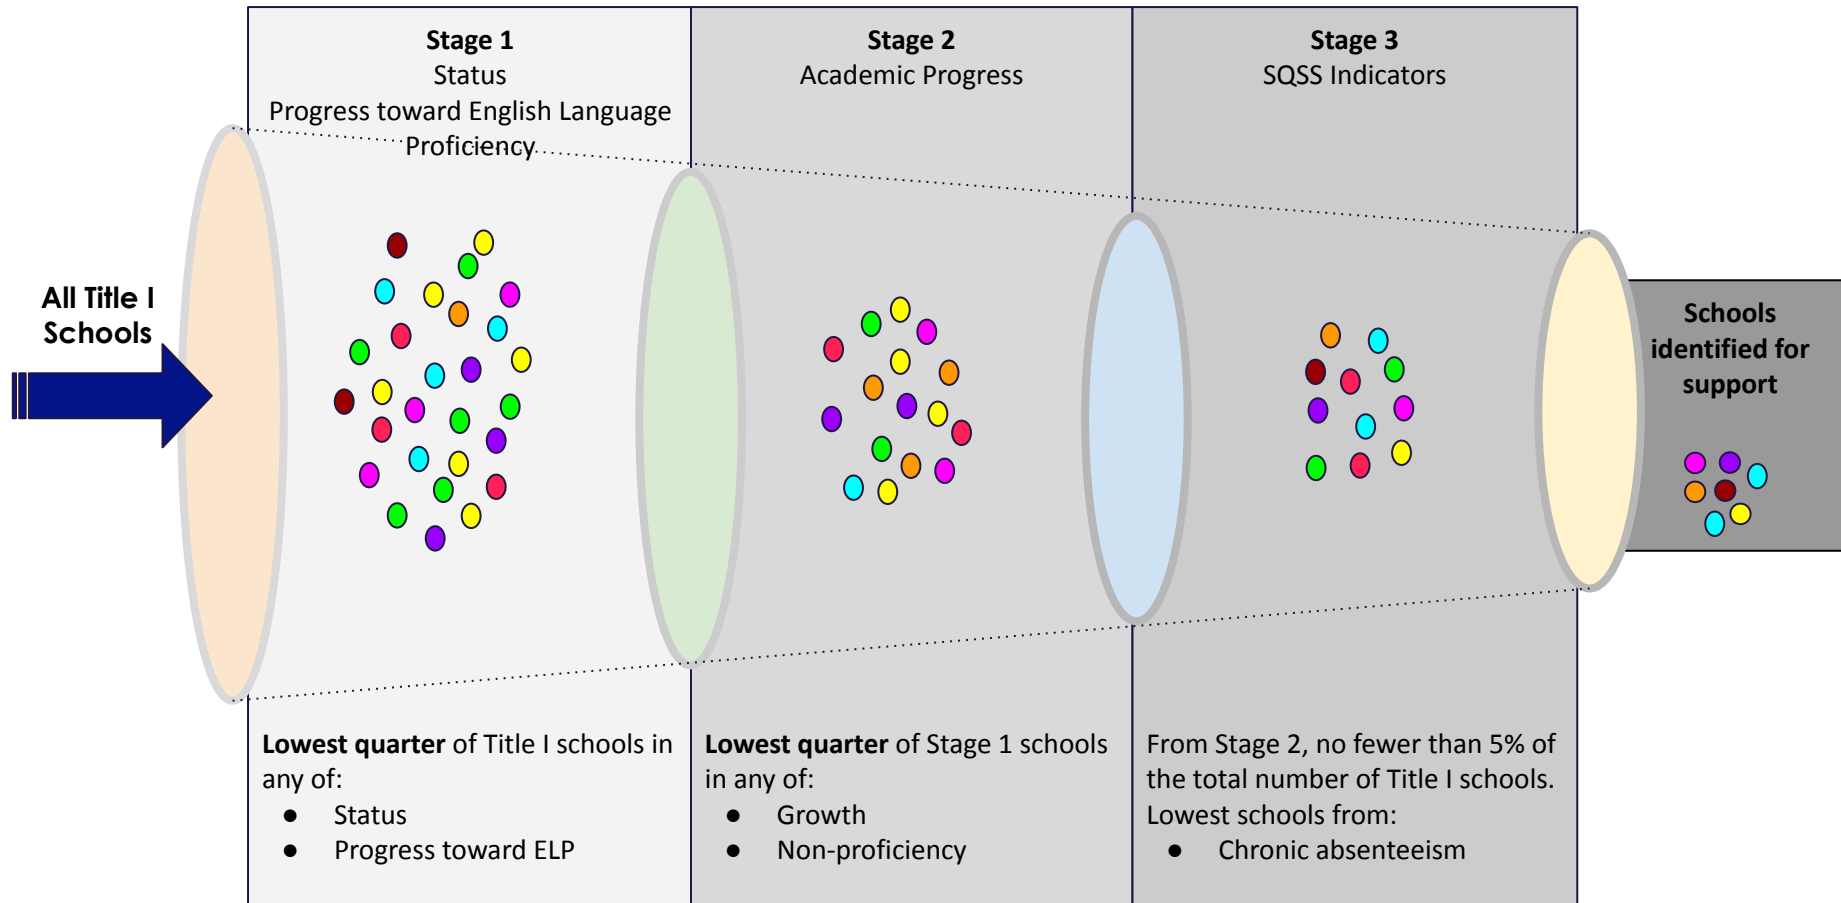 All Title I
Schools
Stage 1
Status
Progress toward English Language
Proficiency
Lowest quarter of Title I schools in
any of:
● Status
● Progress toward ELP
Stage 2
Academic Progress
Lowest quarter of Stage 1 schools
in any of:
● Growth
● Non-proficiency
Stage 3
SQSS Indicators
From Stage 2, no fewer than 5% of
the total number of Title I schools.
Lowest schools from:
● Chronic absenteeism
Schools
identified for
support